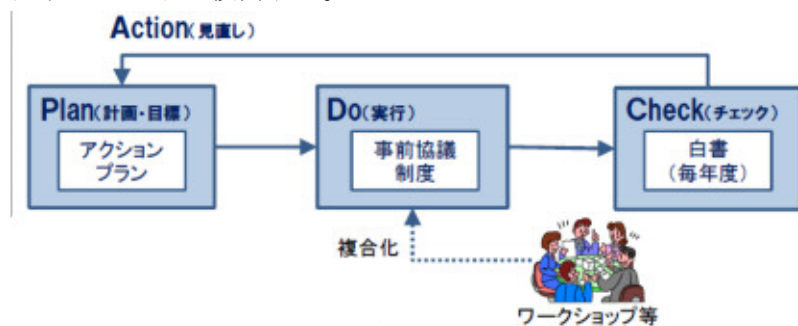 Action(見直し)
Plan(計画・目標)
アクション
プラン
Do(実行)
事前協議
制度
Check(チェック)
白書
(毎年度)
複合化
ワークショップ等